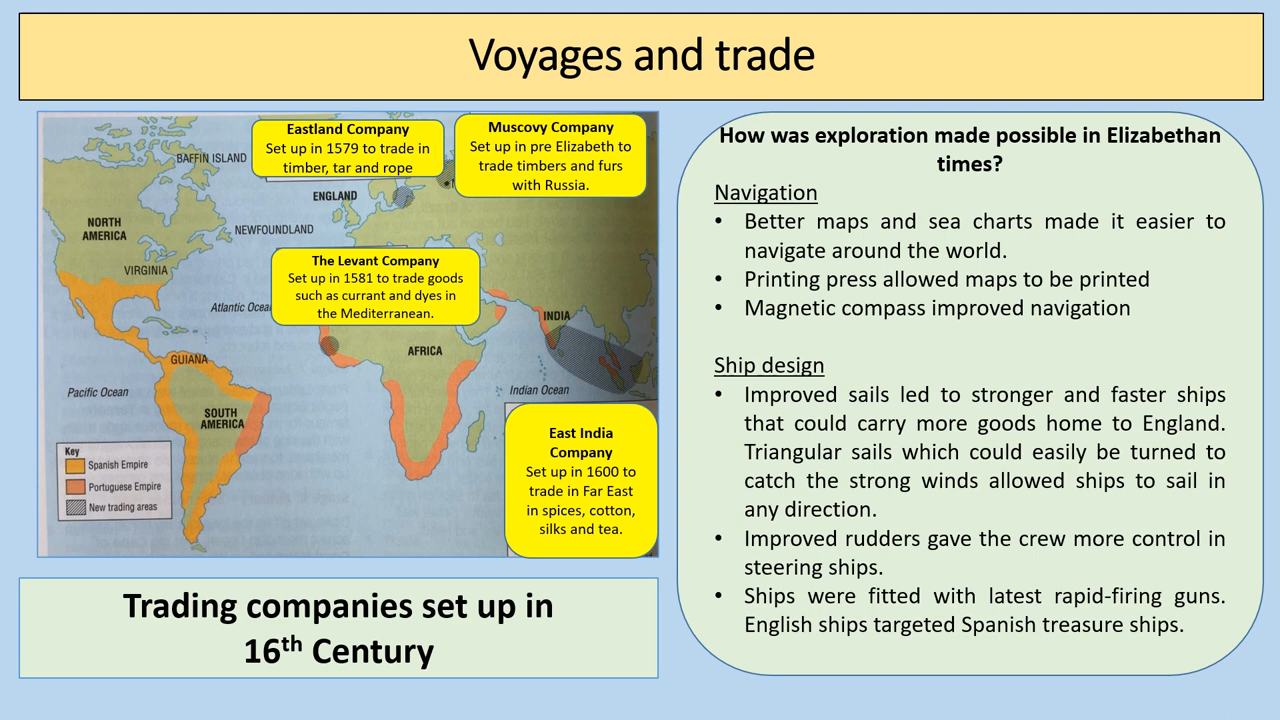 Voyages and trade
Eastland Company
Set up in 1579 to trade in
timber, tar and rope
Muscovy Company
Set up in pre Elizabeth to
trade timbers and furs
with Russia.
BAFFIN ISLAND
ENGLAND
NORTH
AMERICA
NEWFOUNDLAND
VIRGINIA
The Levant Company
Set up in 1581 to trade goods
such as currant and dyes in
the Mediterranean.
Atlantic Ocea
INDIA
GUIANA
AFRICA
Pacific Ocean
Indian Ocean
SOUTH
AMERICA
East India
Company
Set up in 1600 to
trade in Far East
in spices, cotton,
silks and tea.
Key
Spanish Empire
Portuguese Empire
New trading areas
Trading companies set up in
16th Century
How was exploration made possible in Elizabethan
times?
Navigation
• Better maps and sea charts made it easier to
navigate around the world.
• Printing press allowed maps to be printed
• Magnetic compass improved navigation
Ship design
• Improved sails led to stronger and faster ships
that could carry more goods home to England.
Triangular sails which could easily be turned to
catch the strong winds allowed ships to sail in
any direction.
• Improved rudders gave the crew more control in
steering ships.
• Ships were fitted with latest rapid-firing guns.
English ships targeted Spanish treasure ships.